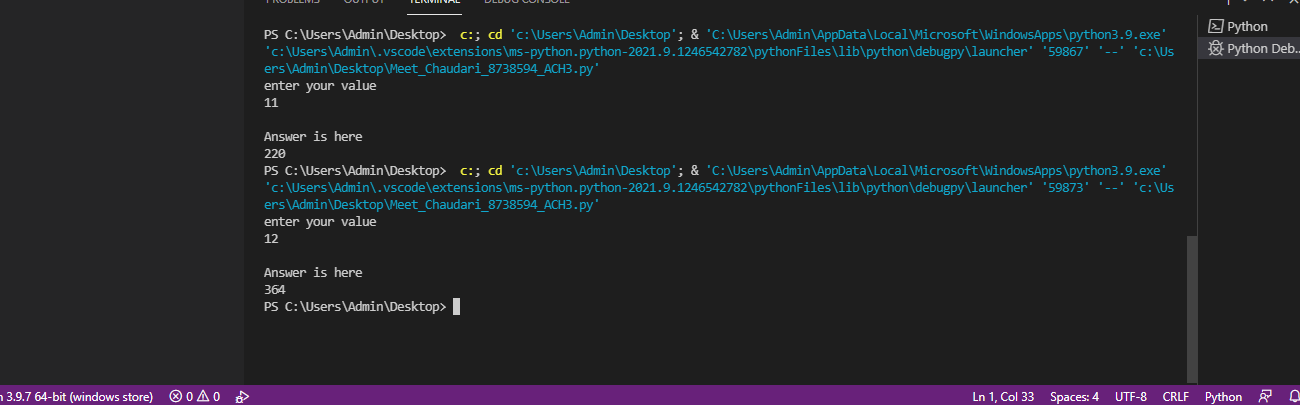 PROBLEMS OUTPUT TERMINAL DEBUG CONSOLE
PS C:\Users\Admin\Desktop>  c:; cd 'c:\Users\Admin\Desktop'; & 'C:\Users\Admin\AppData\Local\Microsoft\WindowsApps\python3.9.exe'
'c:\Users\Admin\.vscode\extensions\ms-python.python-2021.9.1246542782\pythonFiles\lib\python\debugpy\launcher' '59867' '--' 'c:\Us
ers\Admin\Desktop\Meet_Chaudari_8738594_ACH3.py'
enter your value
11
Answer is here
220
PS C:\Users\Admin\Desktop>  c:; cd 'c:\Users\Admin\Desktop'; & 'C:\Users\Admin\AppData\Local\Microsoft\WindowsApps\python3.9.exe'
'c:\Users\Admin\.vscode\extensions\ms-python.python-2021.9.1246542782\pythonFiles\lib\python\debugpy\launcher' '59873' '--' 'c:\Us
ers\Admin\Desktop\Meet_Chaudari_8738594_ACH3.py'
enter your value
12
Answer is here
364
PS C:\Users\Admin\Desktop>
Python
Python Deb...
n 3.9.7 64-bit (windows store) 0 0 Ln 1, Col 33 Spaces: 4 UTF-8 CRLF Python